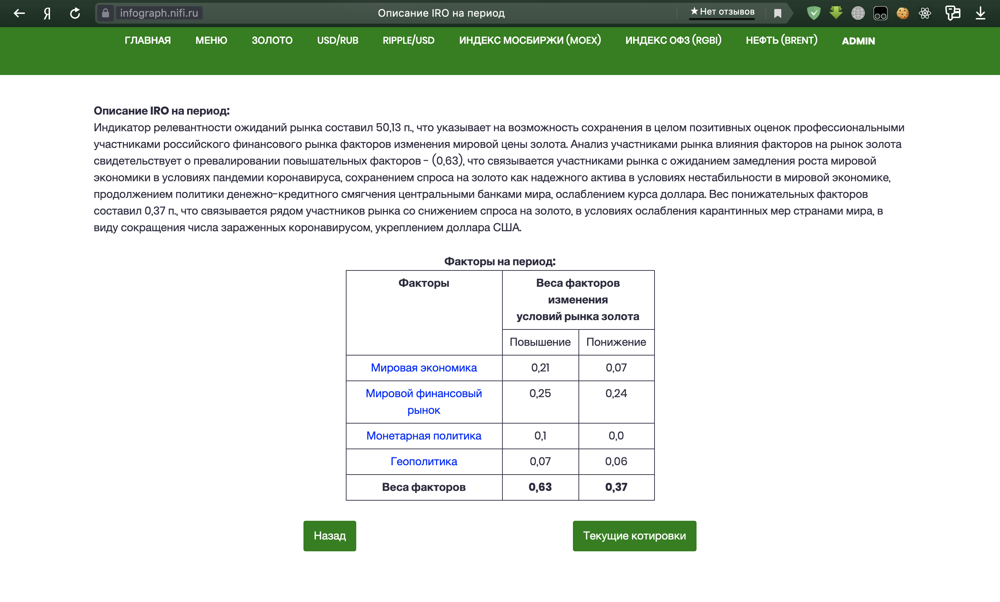 Я
infograph.nifi.ru
Описание IRO на период
★ Нет отзывов
ГЛАВНАЯ МЕНЮ ЗОЛОТО USD/RUB RIPPLE/USD ИНДЕКС МОСБИРЖИ (MOEX) ИНДЕКС ОФЗ (RGBI) НЕФТЬ (BRENT) ADMIN
Описание IRO на период:
Индикатор релевантности ожиданий рынка составил 50,13 п., что указывает на возможность сохранения в целом позитивных оценок профессиональными
участниками российского финансового рынка факторов изменения мировой цены золота. Анализ участниками рынка влияния факторов на рынок золота
свидетельствует о превалировании повышательных факторов - (0,63), что связывается участниками рынка с ожиданием замедления роста мировой
экономики в условиях пандемии коронавируса, сохранением спроса на золото как надежного актива в условиях нестабильности в мировой экономике,
продолжением политики денежно-кредитного смягчения центральными банками мира, ослаблением курса доллара. Вес понижательных факторов
составил 0,37 п., что связывается рядом участников рынка со снижением спроса на золото, в условиях ослабления карантинных мер странами мира, в
виду сокращения числа зараженных коронавирусом, укреплением доллара США.
Факторы на период:
Факторы
Веса факторов
изменения
условий рынка золота
Повышение Понижение
Мировая экономика 0,21 0,07
Мировой финансовый 0,25 0,24
рынок
Монетарная политика 0,1 0,0
Геополитика 0,07 0,06
Веса факторов 0,63 0,37
Назад
Текущие котировки